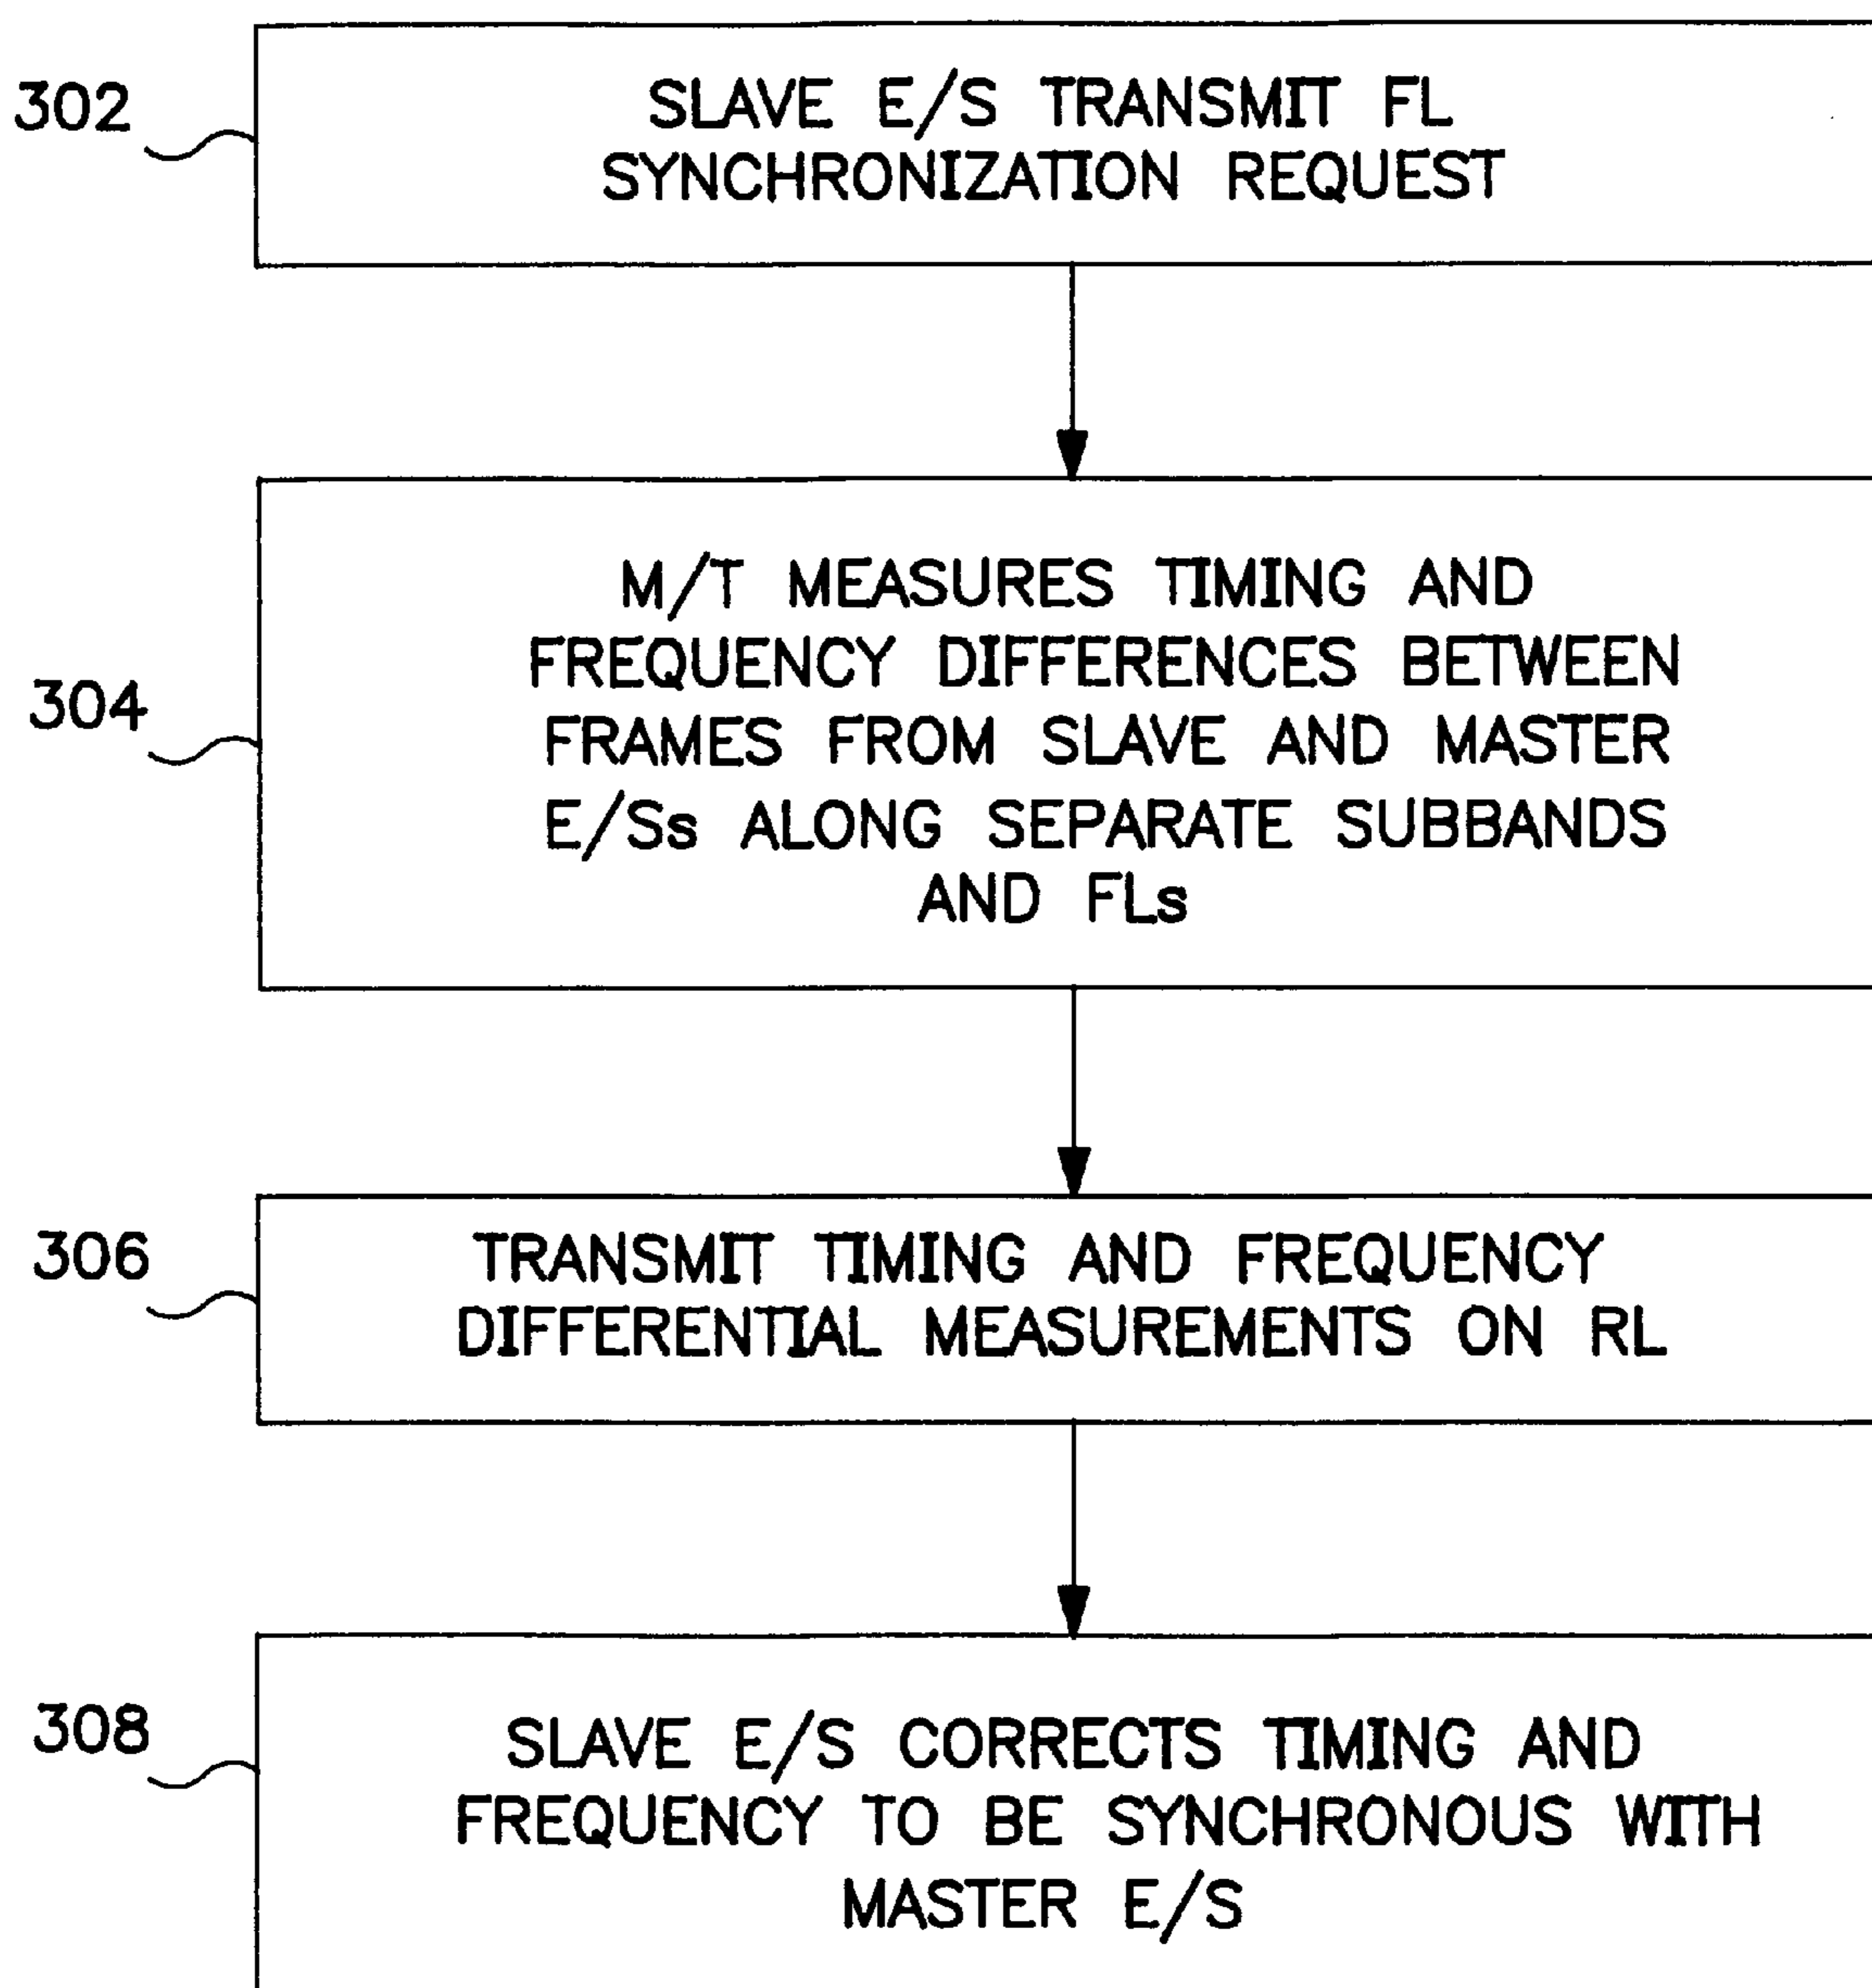 302
SLAVE E/S TRANSMIT FL
SYNCHRONIZATION REQUEST
304
M/T MEASURES TIMING AND
FREQUENCY DIFFERENCES BETWEEN
FRAMES FROM SLAVE AND MASTER
E/Ss ALONG SEPARATE SUBBANDS
AND FLs
306
TRANSMIT TIMING AND FREQUENCY
DIFFERENTIAL MEASUREMENTS ON RL
308
SLAVE E/S CORRECTS TIMING AND
FREQUENCY TO BE SYNCHRONOUS WITH
MASTER E/S